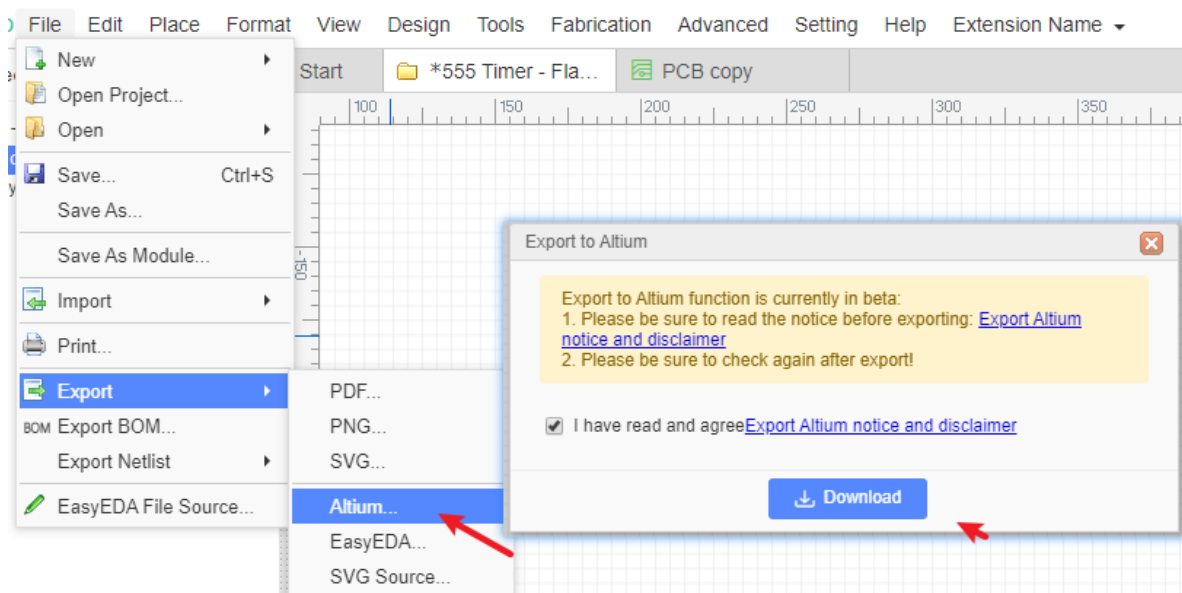 File Edit Place Format View Design Tools Fabrication Advanced Setting Help Extension Name
New
Start
*555 Timer - Fla...
PCB copy
Open Project...
100 150 200 250 300 350
Open
Save... Ctrl+S
Save As...
Save As Module...
-150
Import
Print...
Export
BOM Export BOM...
Export Netlist
EasyEDA File Source...
PDF...
PNG...
SVG...
Altium...
EasyEDA...
SVG Source...
Export to Altium
Export to Altium function is currently in beta:
1. Please be sure to read the notice before exporting: Export Altium
notice and disclaimer
2. Please be sure to check again after export!
I have read and agreeExport Altium notice and disclaimer
Download